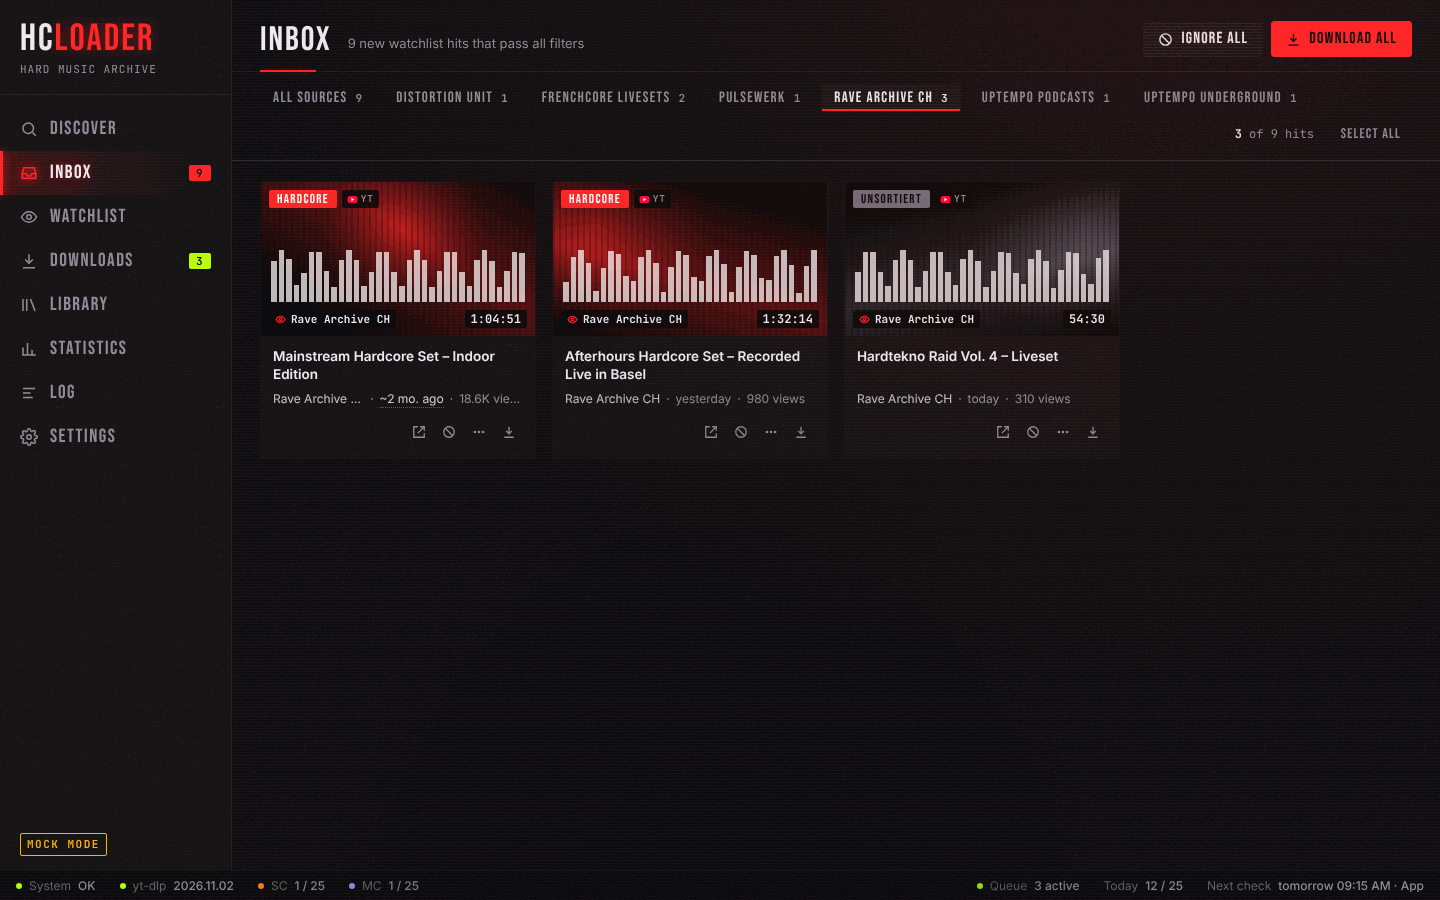 HCLOADER
HARD MUSIC ARCHIVE
DISCOVER
INBOX 9
WATCHLIST
DOWNLOADS 3
LIBRARY
STATISTICS
LOG
SETTINGS
MOCK MODE
INBOX 9 new watchlist hits that pass all filters
IGNORE ALL DOWNLOAD ALL
ALL SOURCES 9 DISTORTION UNIT 1 FRENCHCORE LIVESETS 2 PULSEWERK 1 RAVE ARCHIVE CH 3 UPTEMPO PODCASTS 1 UPTEMPO UNDERGROUND 1
3 of 9 hits SELECT ALL
HARDCORE YT
Rave Archive CH 1:04:51
Mainstream Hardcore Set – Indoor
Edition
Rave Archive ... · ~2 mo. ago · 18.6K vie...
HARDCORE YT
Rave Archive CH 1:32:14
Afterhours Hardcore Set – Recorded
Live in Basel
Rave Archive CH · yesterday · 980 views
UNSORTIERT YT
Rave Archive CH 54:30
Hardtekno Raid Vol. 4 – Liveset
Rave Archive CH · today · 310 views
System OK yt-dlp 2026.11.02 SC 1 / 25 MC 1 / 25 Queue 3 active Today 12 / 25 Next check tomorrow 09:15 AM · App